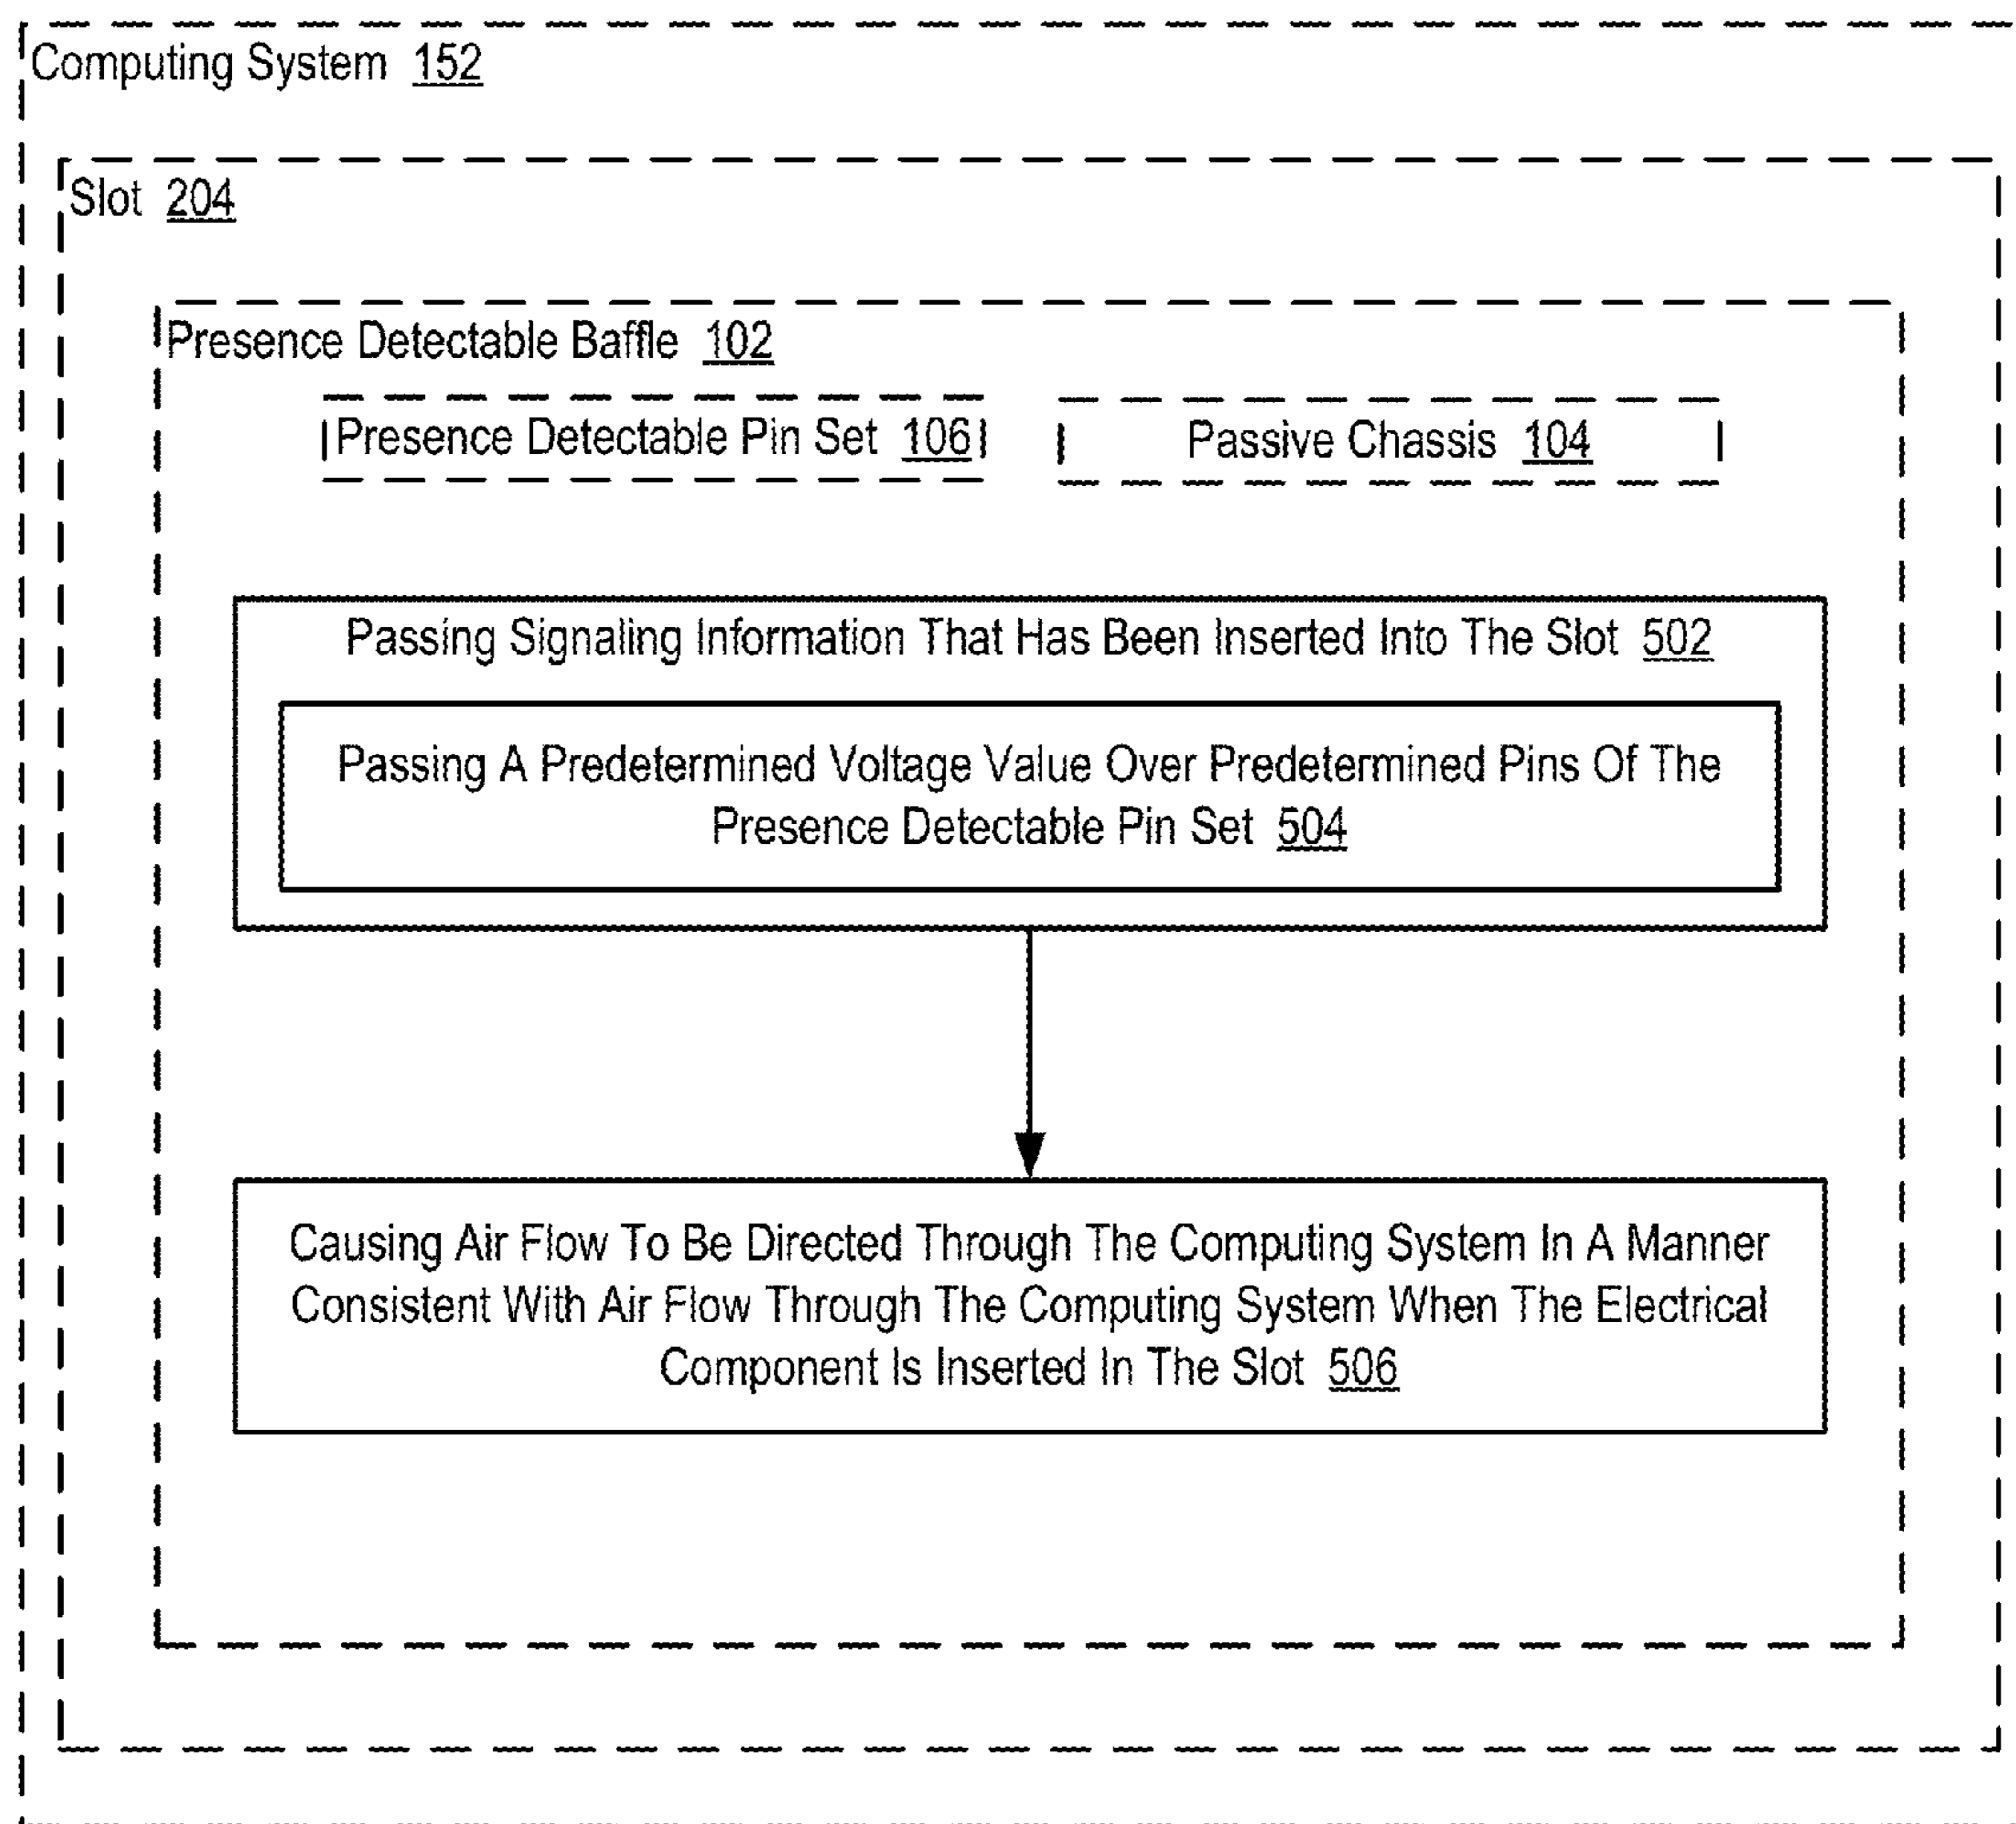 Computing System 152
Slot 204
Presence Detectable Baffle 102
Presence Detectable Pin Set 106
Passive Chassis 104
Passing Signaling Information That Has Been Inserted Into The Slot 502
Passing A Predetermined Voltage Value Over Predetermined Pins Of The
Presence Detectable Pin Set 504
Causing Air Flow To Be Directed Through The Computing System In A Manner
Consistent With Air Flow Through The Computing System When The Electrical
Component Is Inserted In The Slot 506